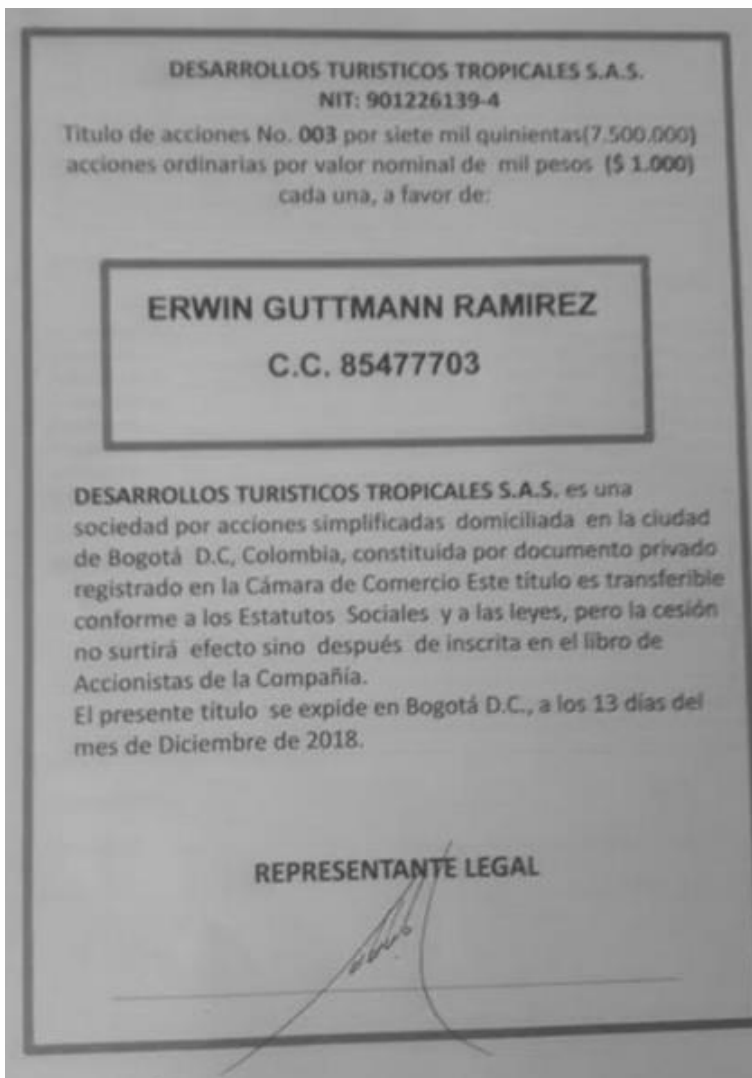 DESARROLLOS TURISTICOS TROPICALES S.A.S.
NIT: 901226139-4
Titulo de acciones No. 003 por siete mil quinientas(7.500.000)
acciones ordinarias por valor nominal de mil pesos ($ 1.000)
cada una, a favor de:
ERWIN GUTTMANN RAMIREZ
C.C. 85477703
DESARROLLOS TURISTICOS TROPICALES S.A.S. es una
sociedad por acciones simplificadas domiciliada en la ciudad
de Bogotá D.C, Colombia, constituida por documento privado
registrado en la Cámara de Comercio Este título es transferible
conforme a los Estatutos Sociales y a las leyes, pero la cesión
no surtirá efecto sino después de inscrita en el libro de
Accionistas de la Compañía.
El presente titulo se expide en Bogotá D.C., a los 13 días del
mes de Diciembre de 2018.
REPRESENTANTE LEGAL